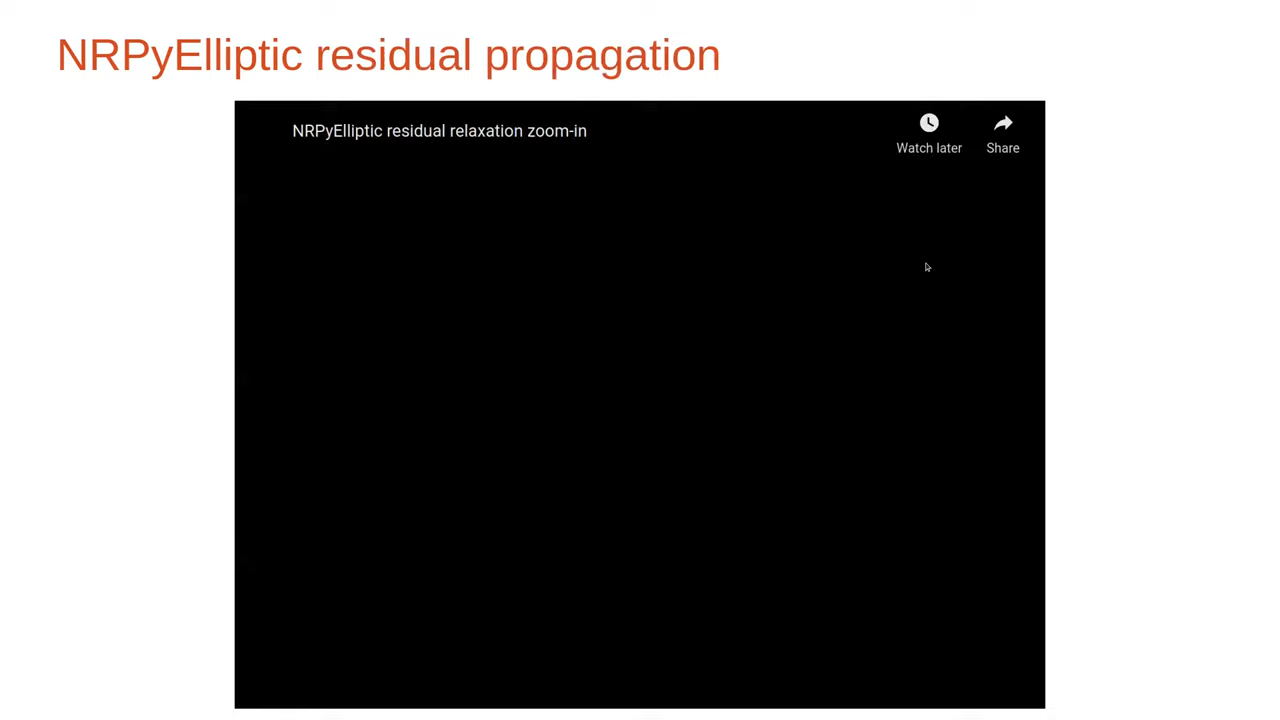 NRPyElliptic residual propagation
NRPyElliptic residual relaxation zoom-in
Watch later
Share